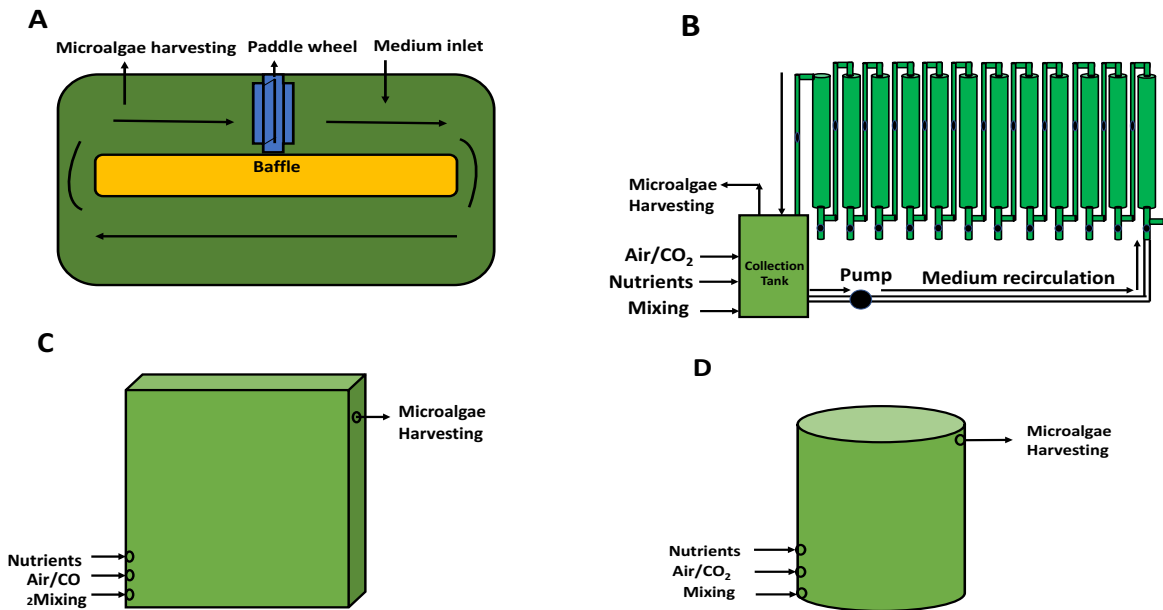 A
Microalgae harvesting
Paddle wheel
Medium inlet
Baffle
B
Microalgae
Harvesting
Air/CO₂
Nutrients
Mixing
Collection
Tank
Pump
Medium recirculation
C
Microalgae
Harvesting
Nutrients
Air/CO
₂Mixing
D
Microalgae
Harvesting
Nutrients
Air/CO₂
Mixing